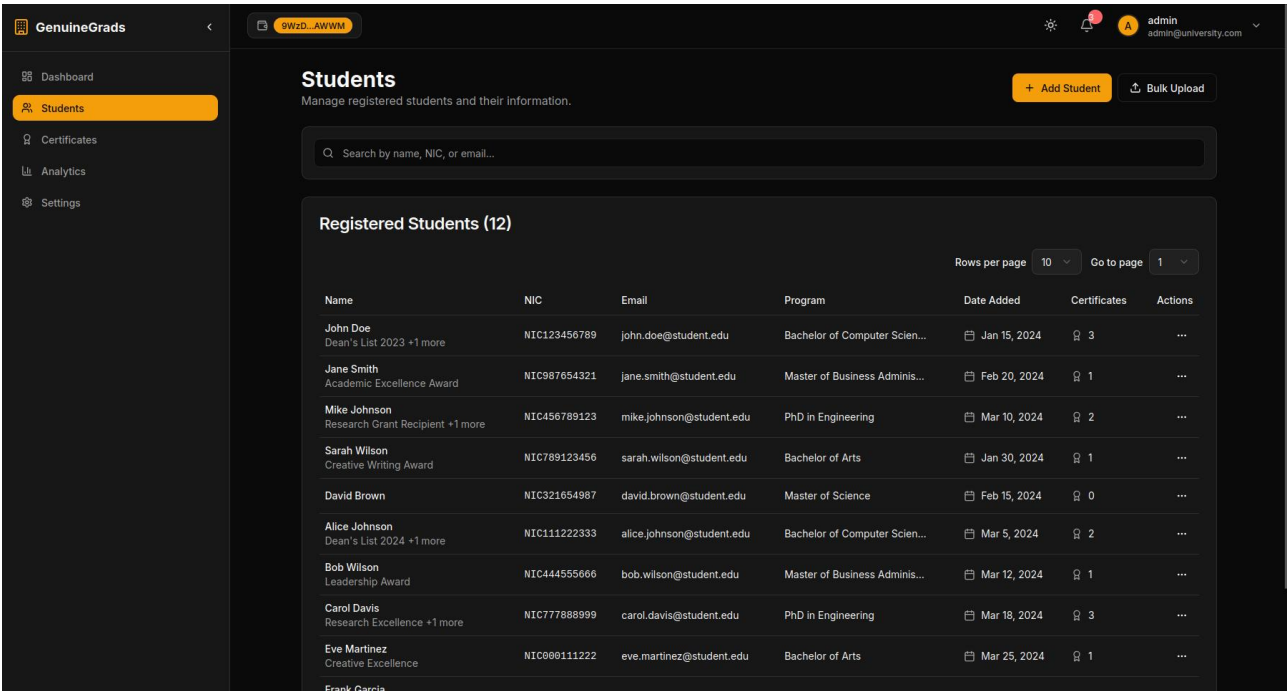 GenuineGrads
9WzD...AWWM
A
admin
admin@university.com
Dashboard
Students
Certificates
Analytics
Settings
Students
Manage registered students and their information.
+ Add Student
Bulk Upload
Search by name, NIC, or email...
Registered Students (12)
Rows per page 10 Go to page 1
Name NIC Email Program Date Added Certificates Actions
John Doe
Dean's List 2023 +1 more
NIC123456789 john.doe@student.edu Bachelor of Computer Scien... Jan 15, 2024 3 ...
Jane Smith
Academic Excellence Award
NIC987654321 jane.smith@student.edu Master of Business Adminis... Feb 20, 2024 1 ...
Mike Johnson
Research Grant Recipient +1 more
NIC456789123 mike.johnson@student.edu PhD in Engineering Mar 10, 2024 2 ...
Sarah Wilson
Creative Writing Award
NIC789123456 sarah.wilson@student.edu Bachelor of Arts Jan 30, 2024 1 ...
David Brown NIC321654987 david.brown@student.edu Master of Science Feb 15, 2024 0 ...
Alice Johnson
Dean's List 2024 +1 more
NIC111222333 alice.johnson@student.edu Bachelor of Computer Scien... Mar 5, 2024 2 ...
Bob Wilson
Leadership Award
NIC444555666 bob.wilson@student.edu Master of Business Adminis... Mar 12, 2024 1 ...
Carol Davis
Research Excellence +1 more
NIC777888999 carol.davis@student.edu PhD in Engineering Mar 18, 2024 3 ...
Eve Martinez
Creative Excellence
NIC000111222 eve.martinez@student.edu Bachelor of Arts Mar 25, 2024 1 ...
Frank Garcia